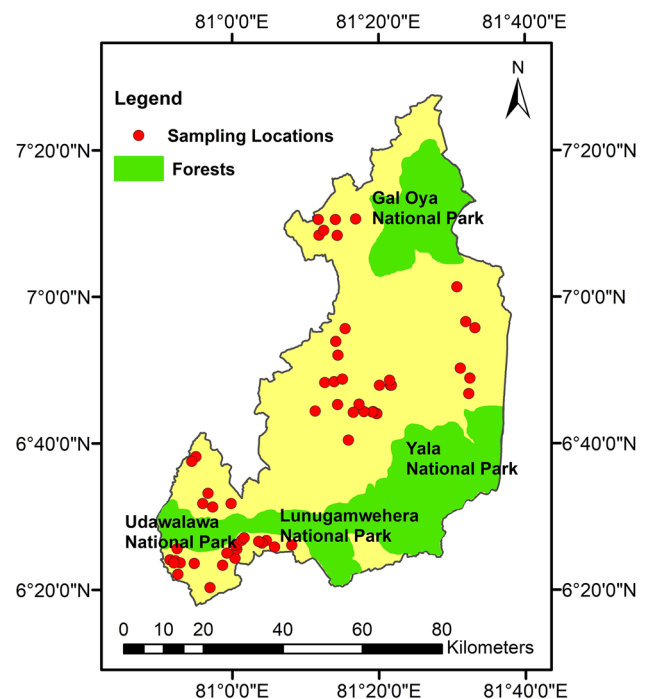 81°0'0"E 81°20'0"E 81°40'0"E
N
Legend
Sampling Locations
Forests
7°20'0"N 7°20'0"N
Gal Oya
National Park
7°0'0"N 7°0'0"N
6°40'0"N 6°40'0"N
Yala
National Park
Lunugamwehera
National Park
Udawalawa
National Park
6°20'0"N 6°20'0"N
0 10 20 40 60 80
Kilometers
81°0'0"E 81°20'0"E 81°40'0"E